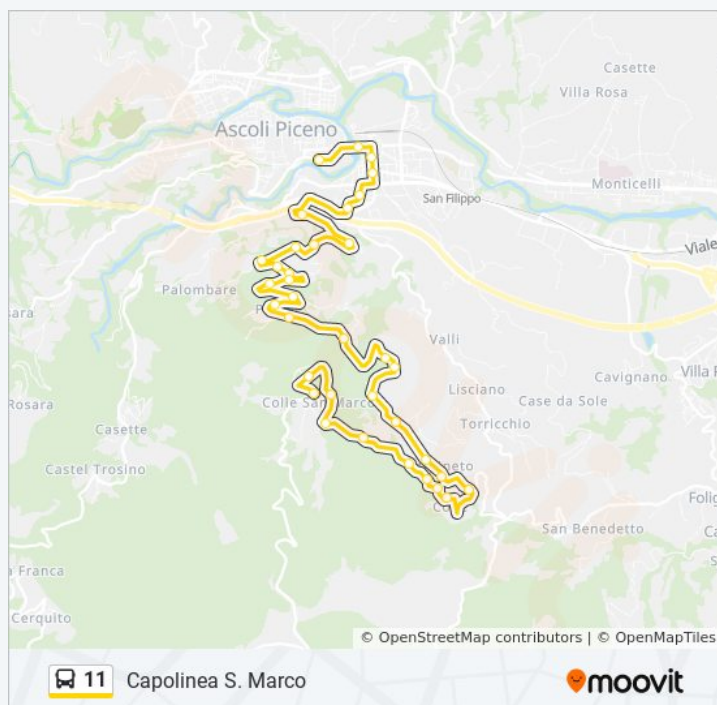 Casette
Villa Rosa
Ascoli Piceno
Monticelli
San Filippo
Viale
Palombare
sara
Valli
Villa
Lisciano
Cavignano
Rosara
Colle San Marco
Case da Sole
Casette
Torricchio
Castel Trosino
neto
Folig
Co
San Benedetto
Ca
a Franca
S
Cerquito
© OpenStreetMap contributors | © OpenMapTiles
11 Capolinea S. Marco
moovit